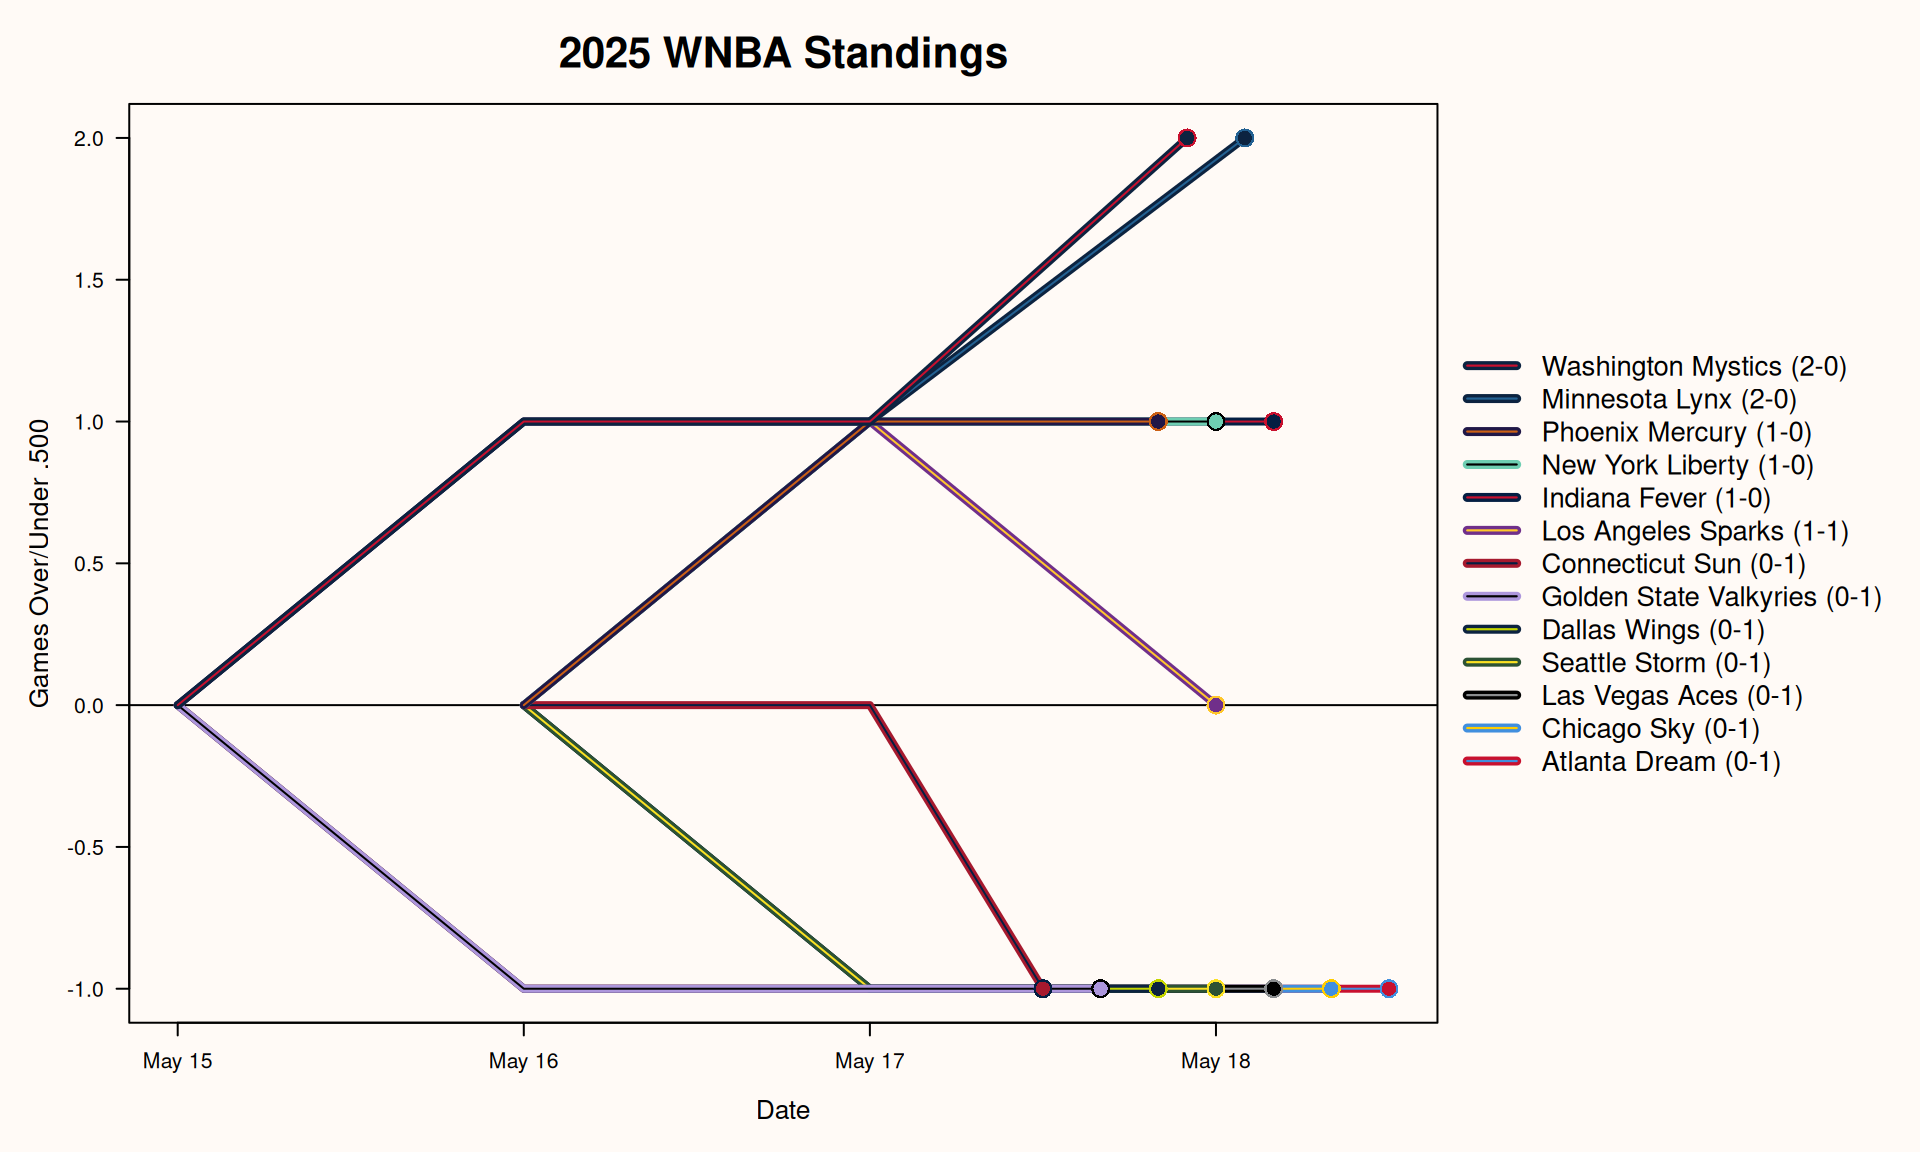 2025 WNBA Standings
2.0
1.5
1.0
0.5
0.0
-0.5
-1.0
Games Over/Under .500
May 15
May 16
May 17
May 18
Date
Washington Mystics (2-0)
Minnesota Lynx (2-0)
Phoenix Mercury (1-0)
New York Liberty (1-0)
Indiana Fever (1-0)
Los Angeles Sparks (1-1)
Connecticut Sun (0-1)
Golden State Valkyries (0-1)
Dallas Wings (0-1)
Seattle Storm (0-1)
Las Vegas Aces (0-1)
Chicago Sky (0-1)
Atlanta Dream (0-1)